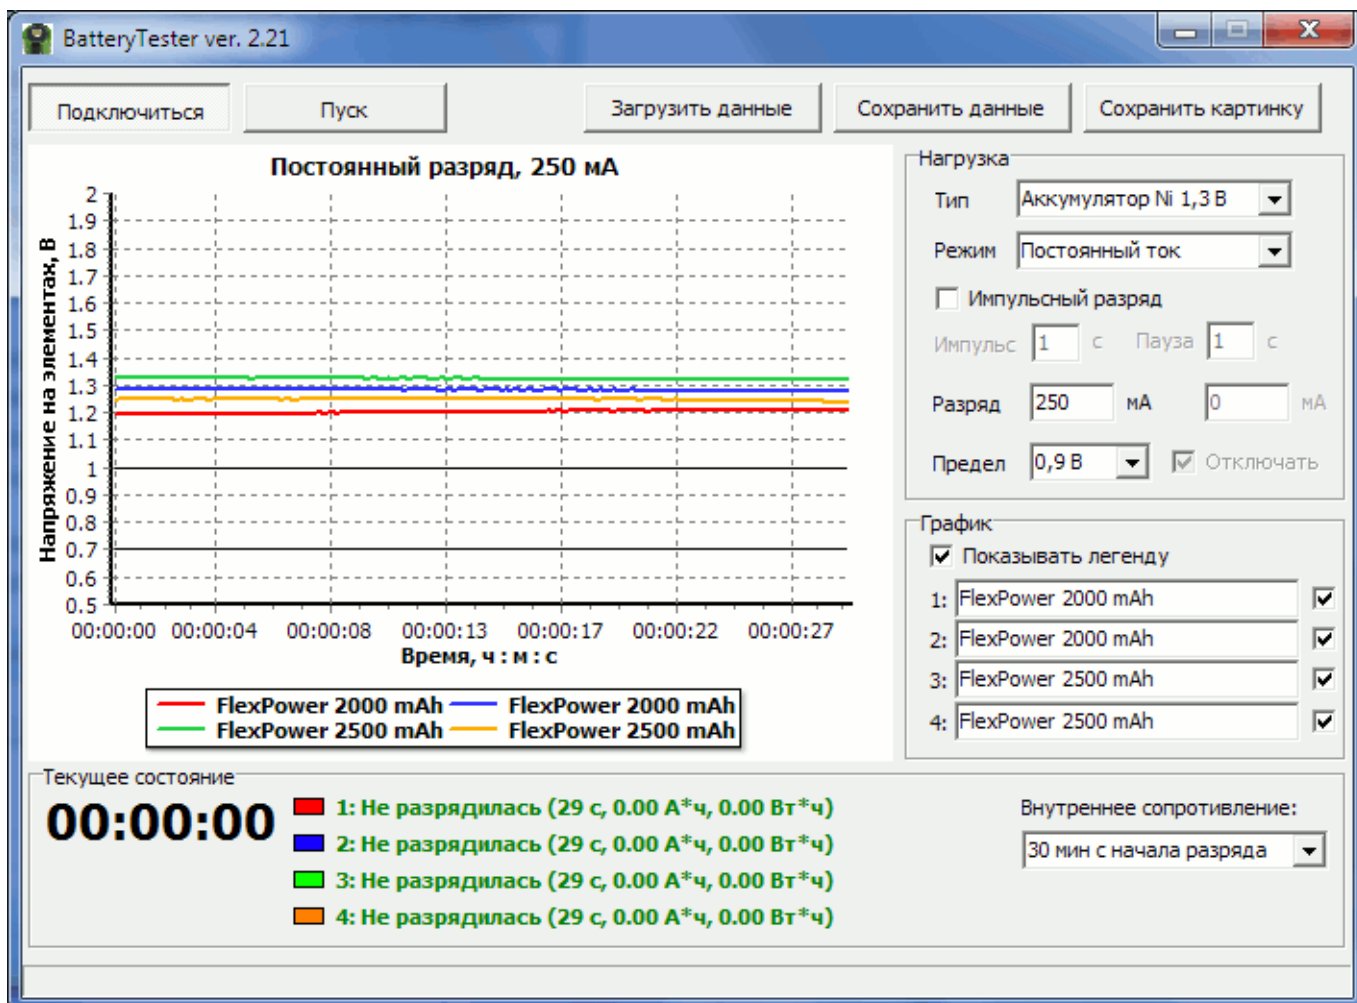 BatteryTester ver. 2.21
Подключиться Пуск Загрузить данные Сохранить данные Сохранить картинку
Постоянный разряд, 250 мА
Напряжение на элементах, В
2
1.9
1.8
1.7
1.6
1.5
1.4
1.3
1.2
1.1
1
0.9
0.8
0.7
0.6
0.5
00:00:00 00:00:04 00:00:08 00:00:13 00:00:17 00:00:22 00:00:27
Время, ч : м : с
FlexPower 2000 mAh FlexPower 2000 mAh
FlexPower 2500 mAh FlexPower 2500 mAh
Нагрузка
Тип Аккумулятор Ni 1,3 В
Режим Постоянный ток
Импульсный разряд
Импульс 1 с Пауза 1 с
Разряд 250 мА 0 мА
Предел 0,9 В Отключать
График
Показывать легенду
1: FlexPower 2000 mAh
2: FlexPower 2000 mAh
3: FlexPower 2500 mAh
4: FlexPower 2500 mAh
Текущее состояние
00:00:00
1: Не разрядилась (29 с, 0.00 А*ч, 0.00 Вт*ч)
2: Не разрядилась (29 с, 0.00 А*ч, 0.00 Вт*ч)
3: Не разрядилась (29 с, 0.00 А*ч, 0.00 Вт*ч)
4: Не разрядилась (29 с, 0.00 А*ч, 0.00 Вт*ч)
Внутреннее сопротивление:
30 мин с начала разряда